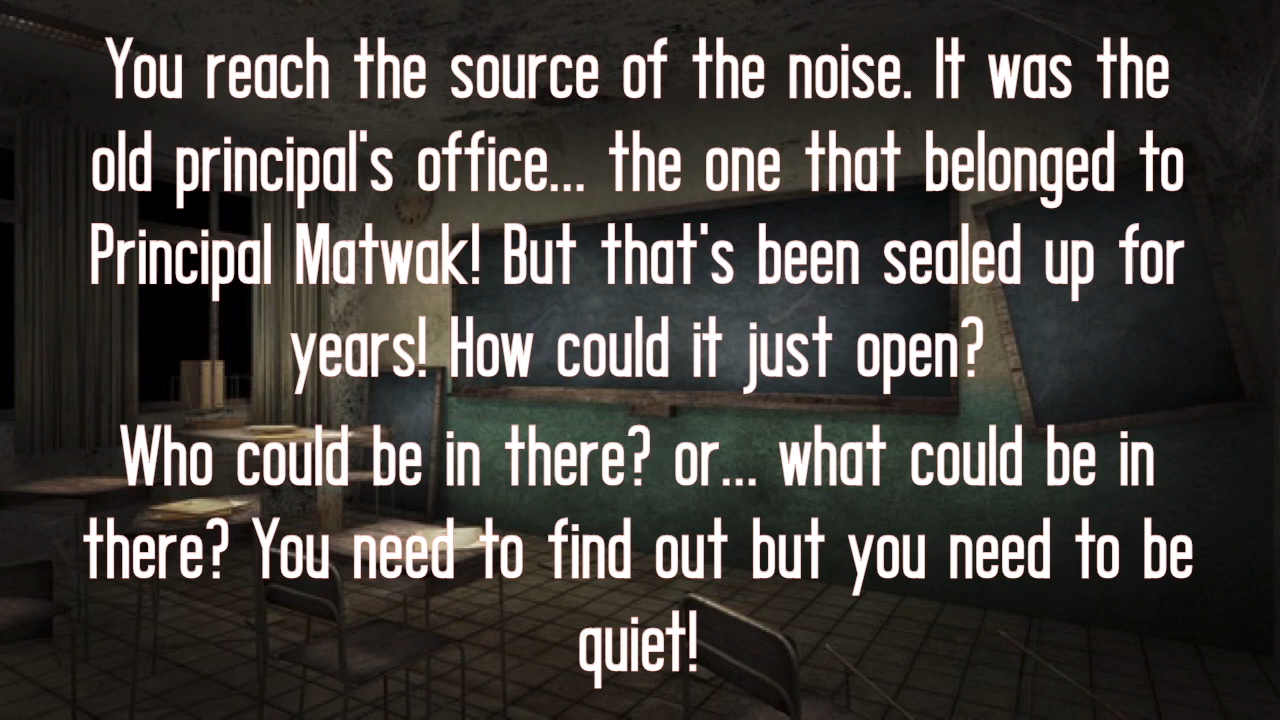 You reach the source of the noise. It was the
old principal's office... the one that belonged to
Principal Matwak! But that's been sealed up for
years! How could it just open?
Who could be in there? or... what could be in
there? You need to find out but you need to be
quiet!